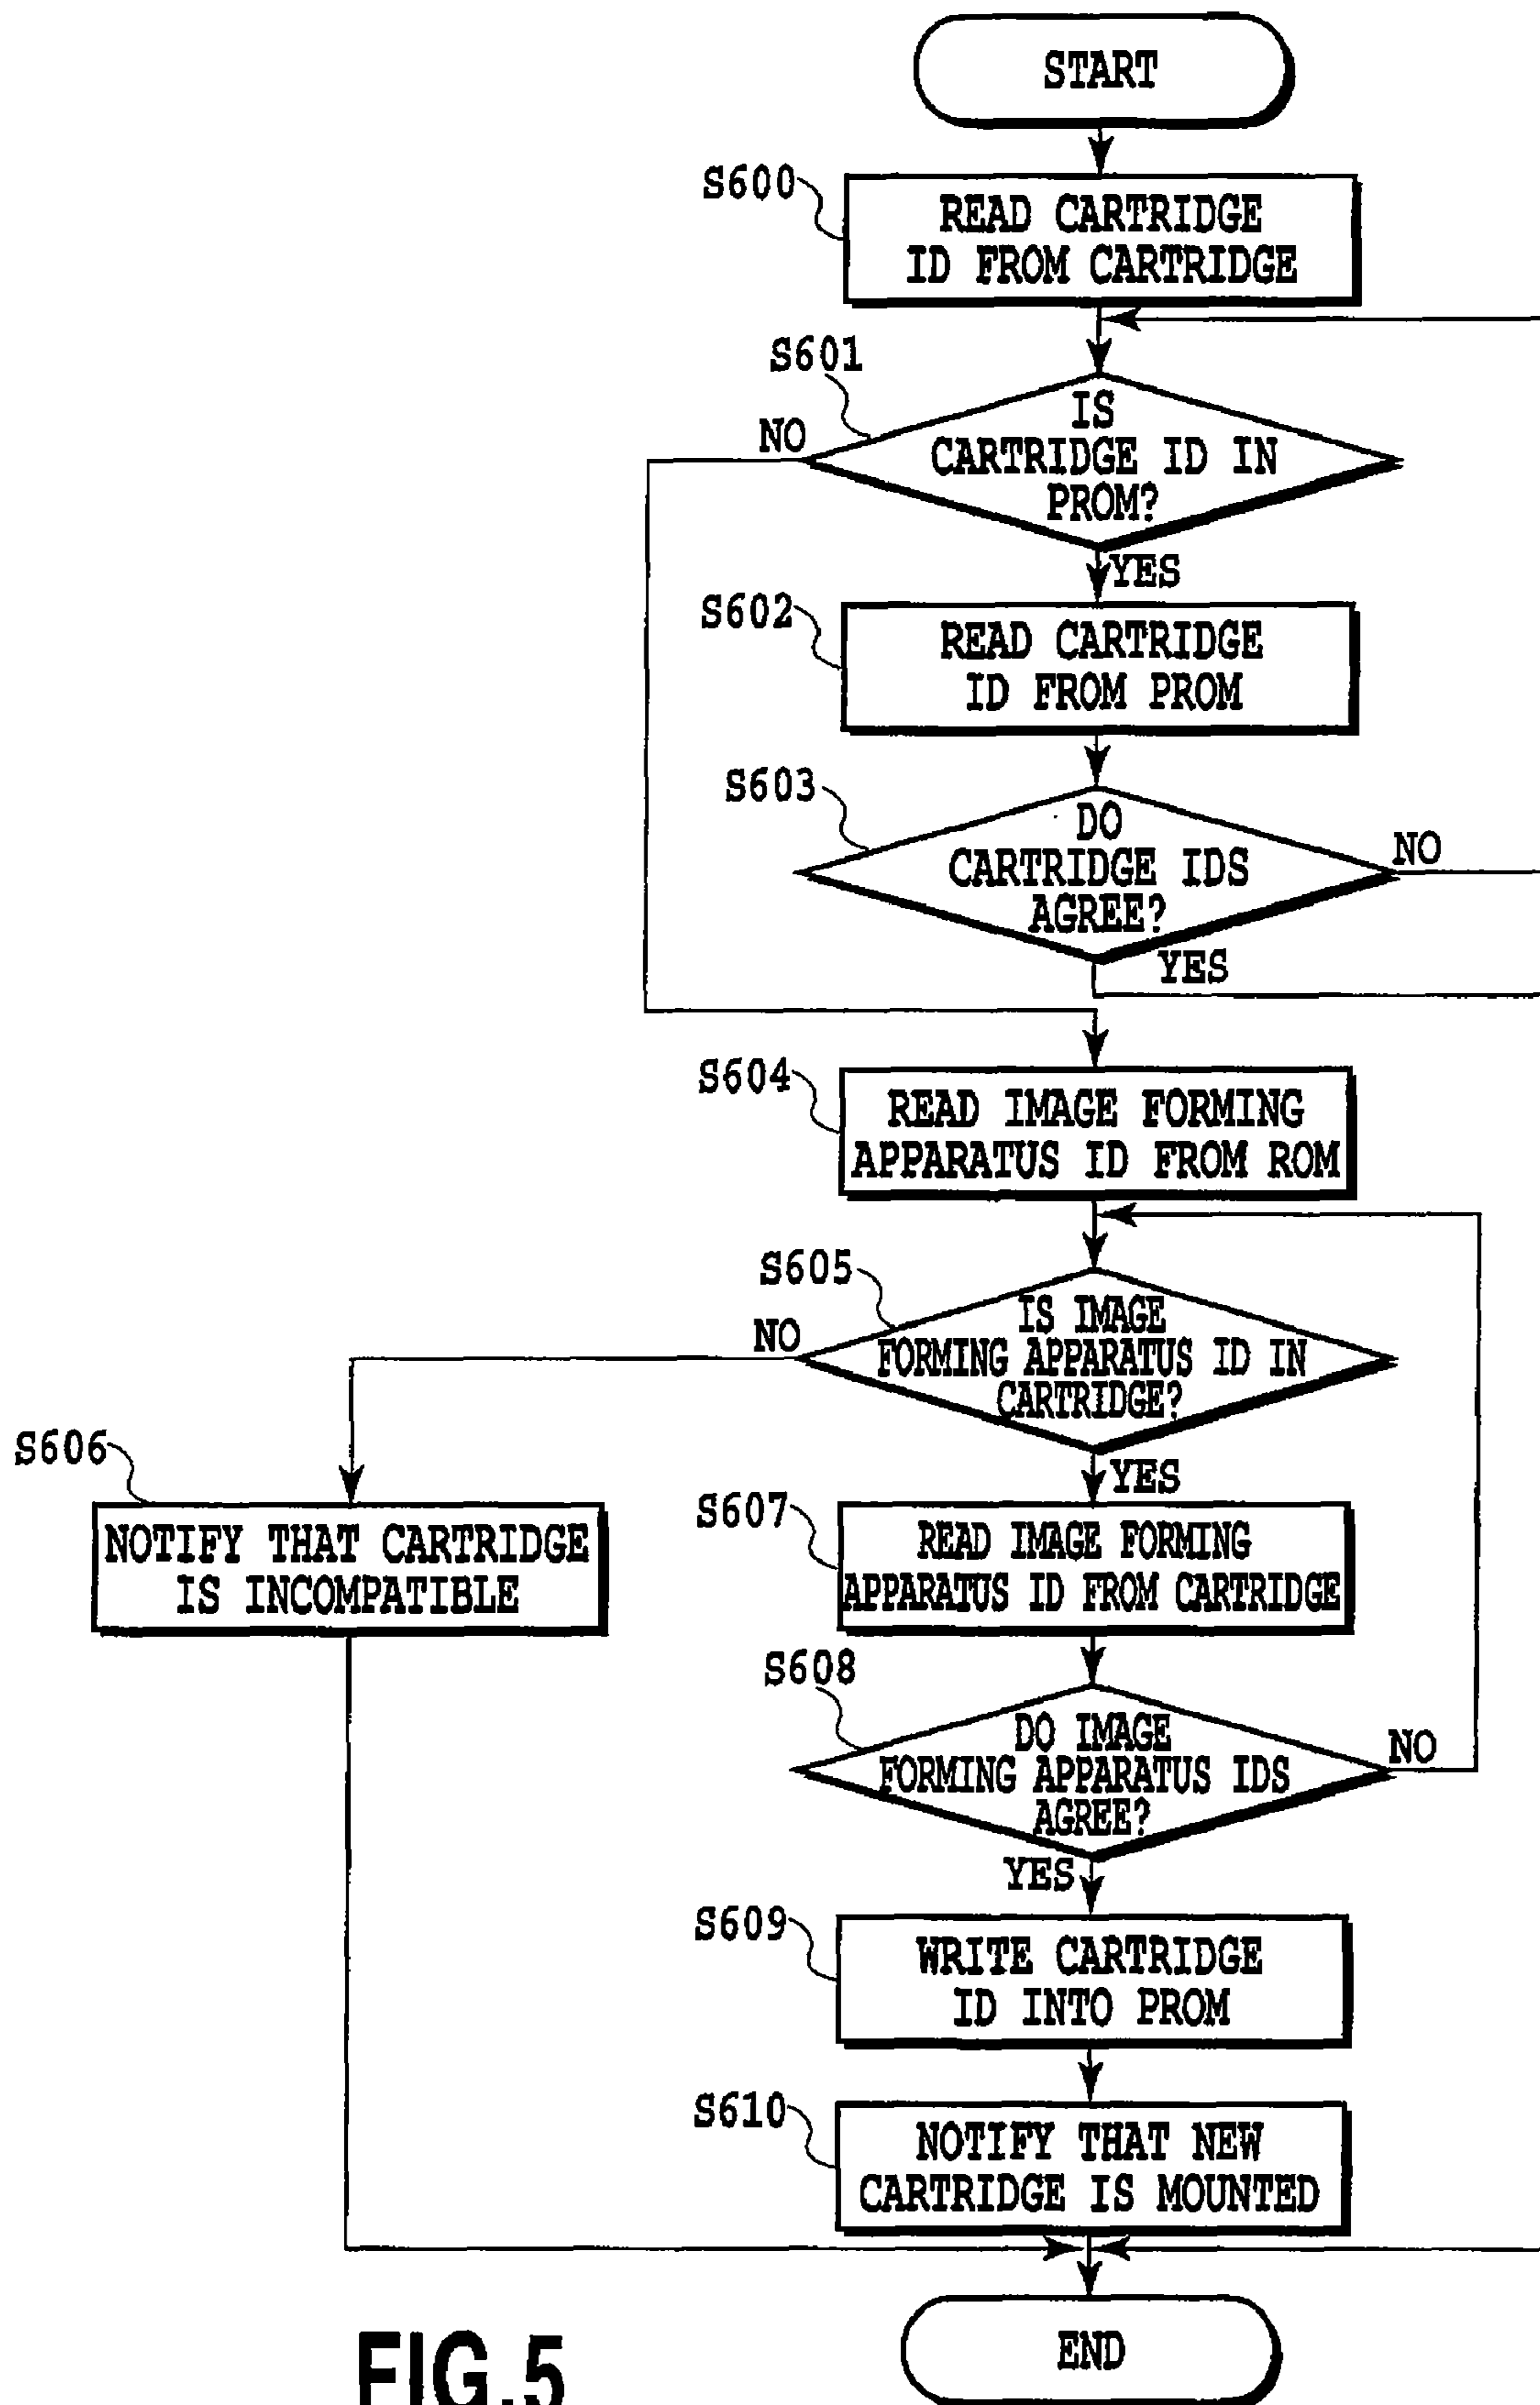 START
S600
READ CARTRIDGE
ID FROM CARTRIDGE
S601
IS
CARTRIDGE ID IN
PROM?
NO
YES
S602
READ CARTRIDGE
ID FROM PROM
S603
DO
CARTRIDGE IDS
AGREE?
NO
YES
S604
READ IMAGE FORMING
APPARATUS ID FROM ROM
S605
IS IMAGE
FORMING APPARATUS ID IN
CARTRIDGE?
NO
YES
S606
NOTIFY THAT CARTRIDGE
IS INCOMPATIBLE
S607
READ IMAGE FORMING
APPARATUS ID FROM CARTRIDGE
S608
DO IMAGE
FORMING APPARATUS IDS
AGREE?
NO
YES
S609
WRITE CARTRIDGE
ID INTO PROM
S610
NOTIFY THAT NEW
CARTRIDGE IS MOUNTED
END
FIG.5